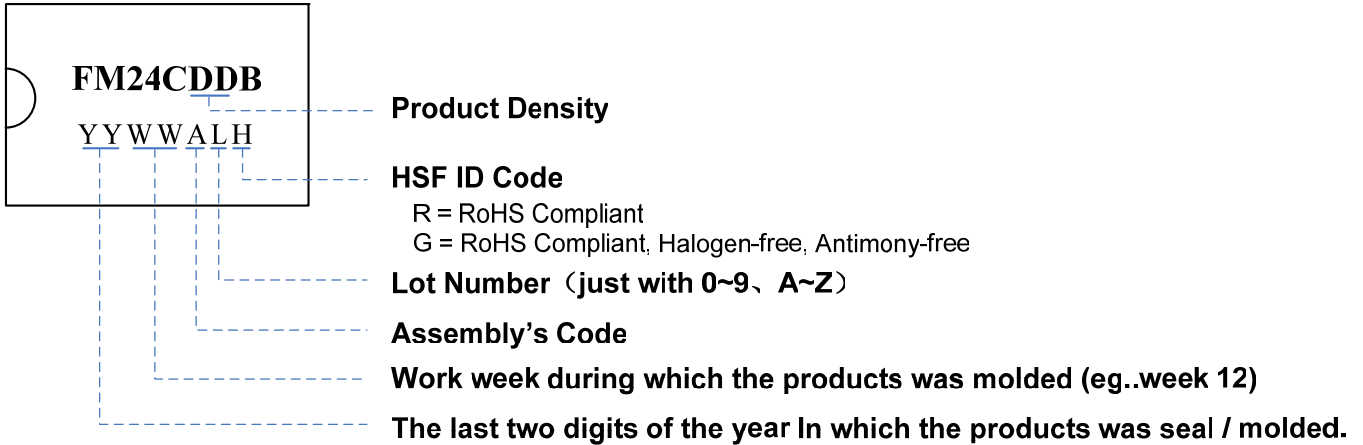 FM24CDDB
YYWWALH
Product Density
HSF ID Code
R = RoHS Compliant
G = RoHS Compliant, Halogen-free, Antimony-free
Lot Number（just with 0~9、A~Z）
Assembly's Code
Work week during which the products was molded (eg..week 12)
The last two digits of the year In which the products was seal / molded.